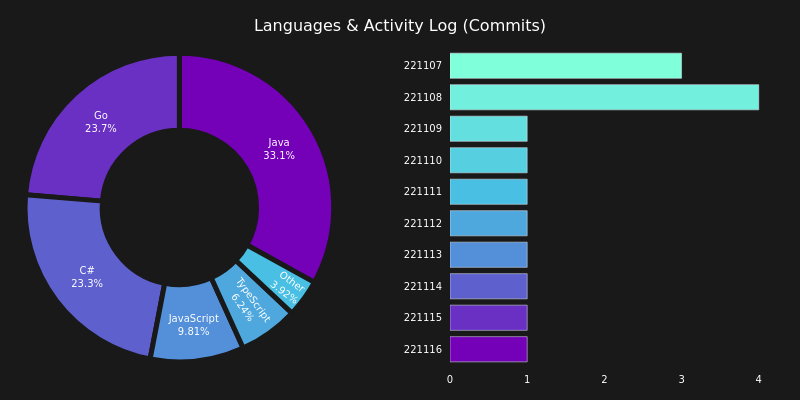 Languages & Activity Log (Commits)
Go
23.7%
Java
33.1%
C#
23.3%
JavaScript
9.81%
TypeScript
6.24%
Other
3.92%
221107
221108
221109
221110
221111
221112
221113
221114
221115
221116
0 1 2 3 4